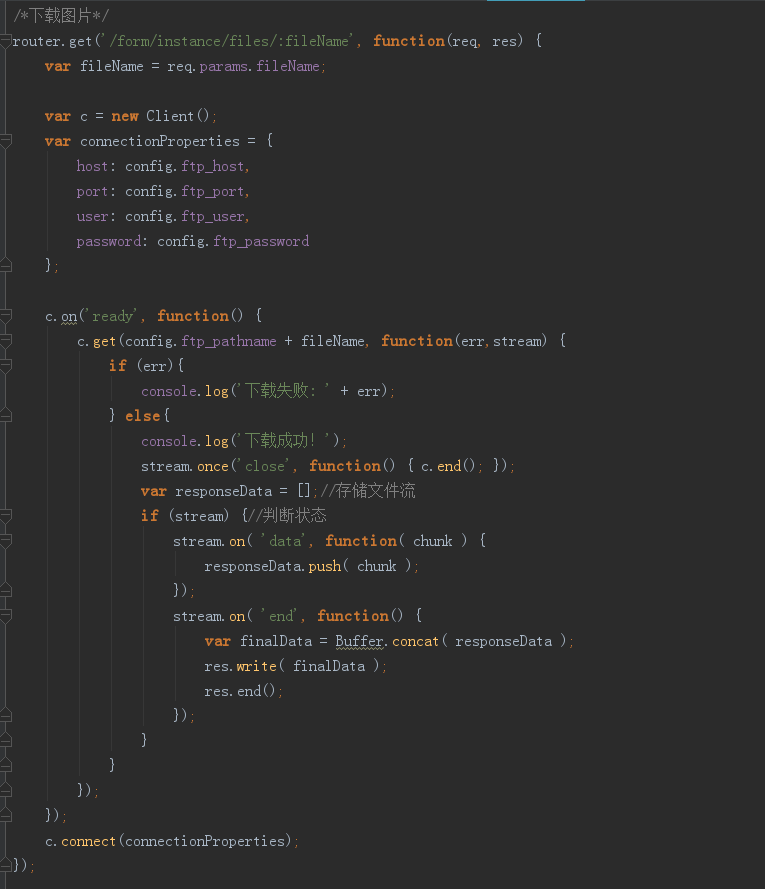 /*下载图片*/
router.get('/form/instance/files/:fileName', function(req, res) {
    var fileName = req.params.fileName;
    var c = new Client();
    var connectionProperties = {
        host: config.ftp_host,
        port: config.ftp_port,
        user: config.ftp_user,
        password: config.ftp_password
    };
    c.on('ready', function() {
        c.get(config.ftp_pathname + fileName, function(err,stream) {
            if (err){
                console.log('下载失败: ' + err);
            } else{
                console.log('下载成功! ');
                stream.once('close', function() { c.end(); });
                var responseData = [];//存储文件流
                if (stream) {//判断状态
                    stream.on( 'data', function( chunk ) {
                        responseData.push( chunk );
                    });
                    stream.on( 'end', function() {
                        var finalData = Buffer.concat( responseData );
                        res.write( finalData );
                        res.end();
                    });
                }
            }
        });
    });
    c.connect(connectionProperties);
});